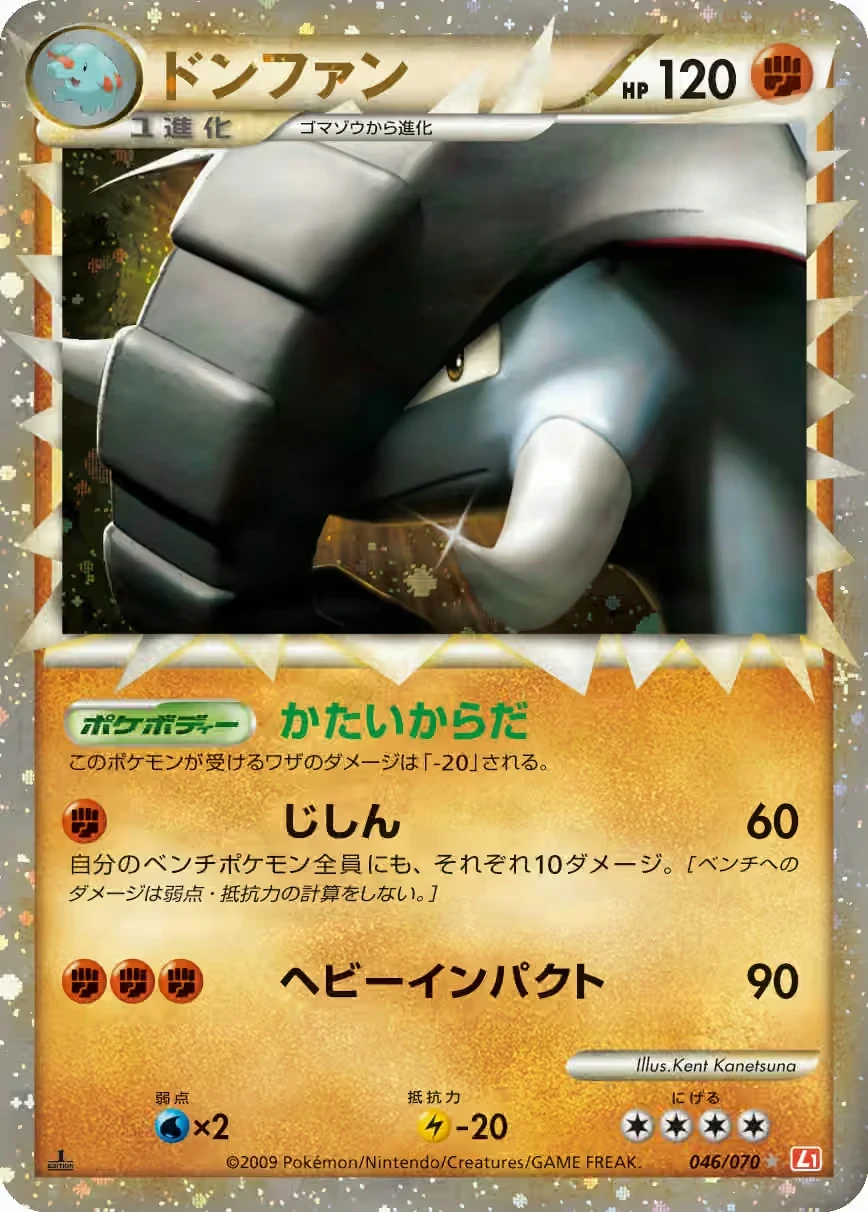 ドンファン
HP 120
1進化
ゴマゾウから進化
ポケボディー かたいからだ
このポケモンが受けるワザのダメージは「-20」される。
じしん 60
自分のベンチポケモン全員にも、それぞれ10ダメージ。[ベンチへの
ダメージは弱点・抵抗力の計算をしない。]
ヘビーインパクト 90
Illus.Kent Kanetsuna
弱点 抵抗力 にげる
×2 -20
1 EDITION
©2009 Pokémon/Nintendo/Creatures/GAME FREAK. 046/070 ★ L1